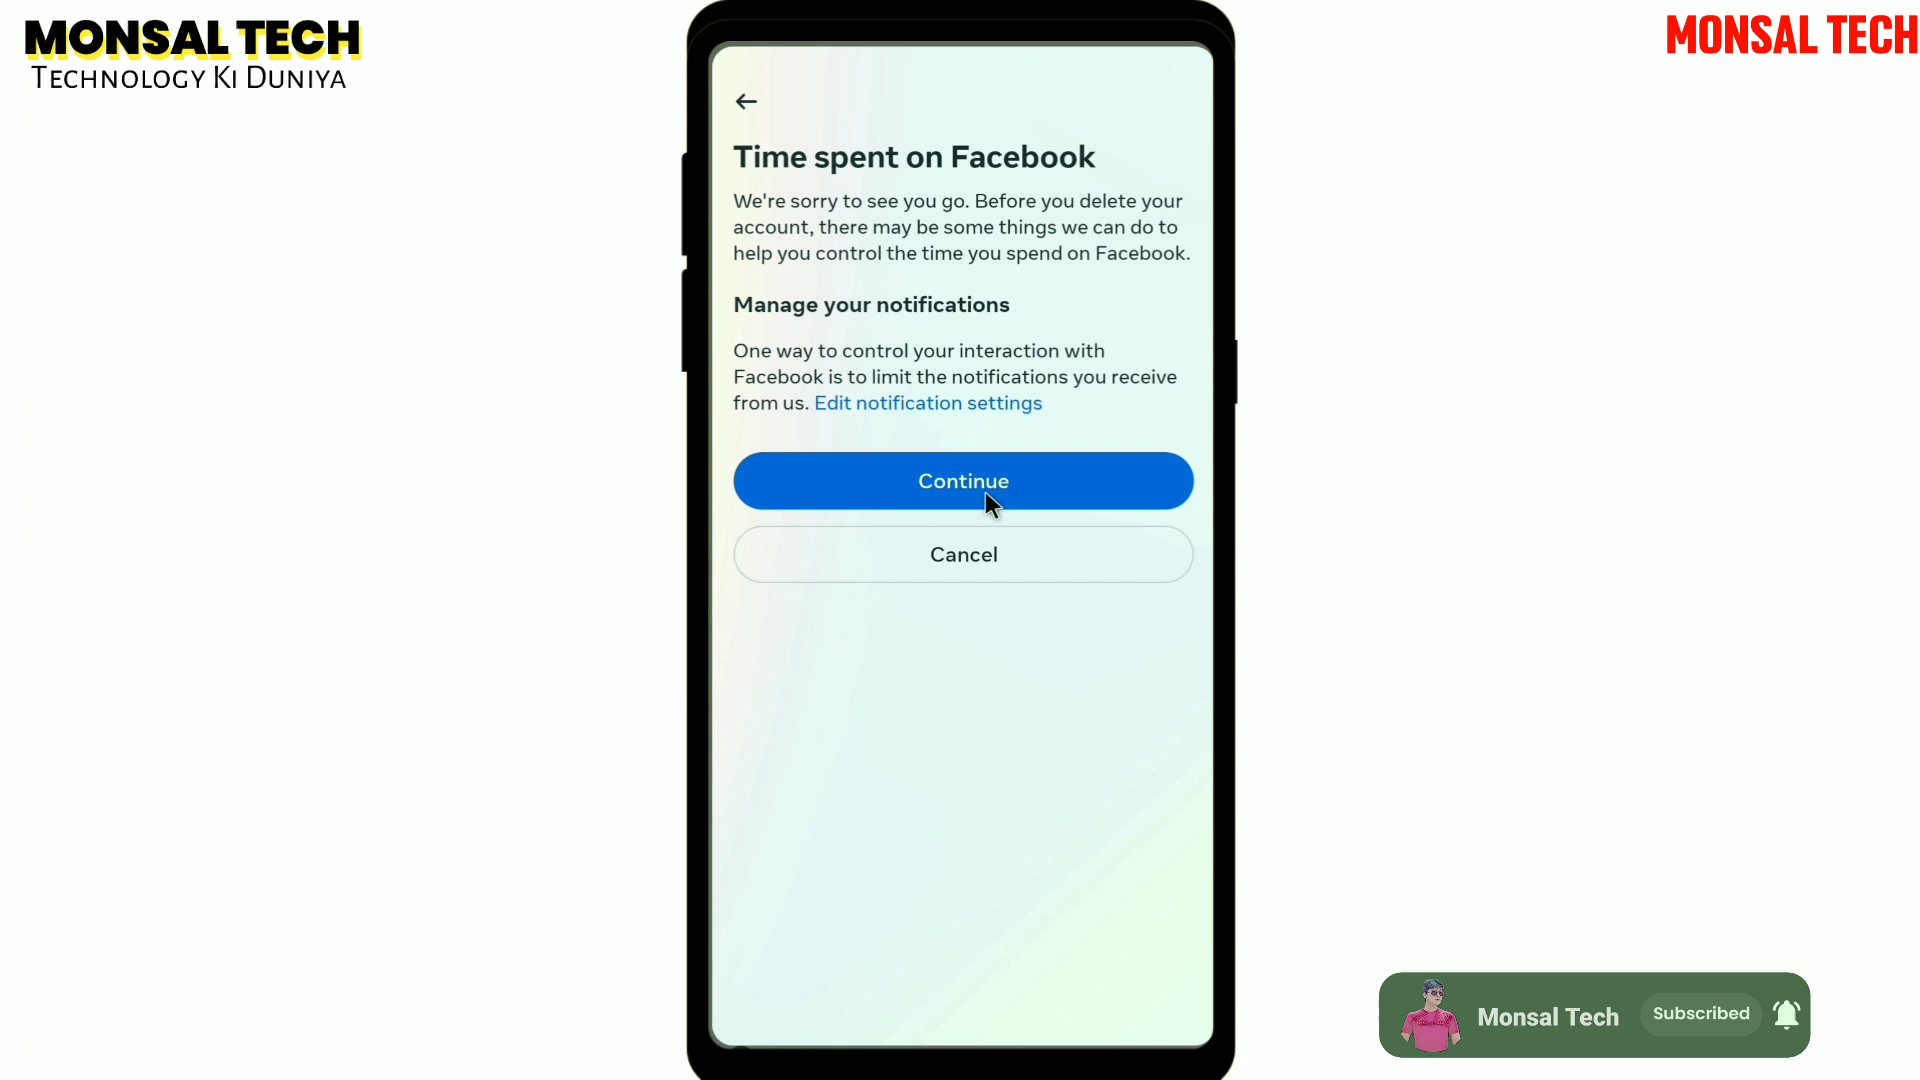 MONSAL TECH
TECHNOLOGY KI DUNIYA
MONSAL TECH
Time spent on Facebook
We're sorry to see you go. Before you delete your
account, there may be some things we can do to
help you control the time you spend on Facebook.
Manage your notifications
One way to control your interaction with
Facebook is to limit the notifications you receive
from us. Edit notification settings
Continue
Cancel
Monsal Tech
Subscribed